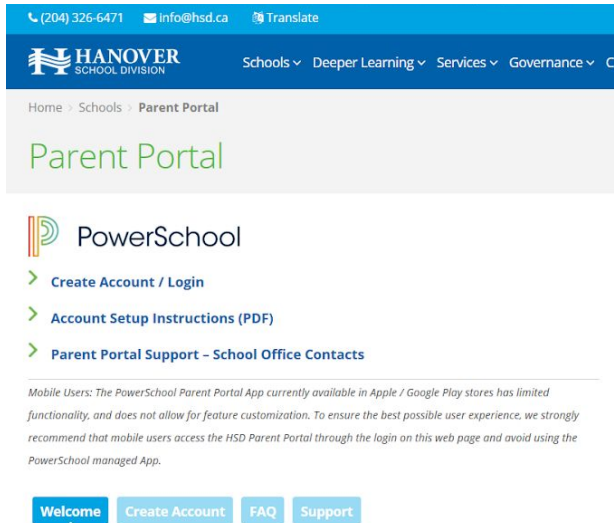 (204) 326-6471 info@hsd.ca Translate
HANOVER
SCHOOL DIVISION
Schools Deeper Learning Services Governance C
Home > Schools > Parent Portal
Parent Portal
PowerSchool
Create Account / Login
Account Setup Instructions (PDF)
Parent Portal Support – School Office Contacts
Mobile Users: The PowerSchool Parent Portal App currently available in Apple / Google Play stores has limited
functionality, and does not allow for feature customization. To ensure the best possible user experience, we strongly
recommend that mobile users access the HSD Parent Portal through the login on this web page and avoid using the
PowerSchool managed App.
Welcome Create Account FAQ Support